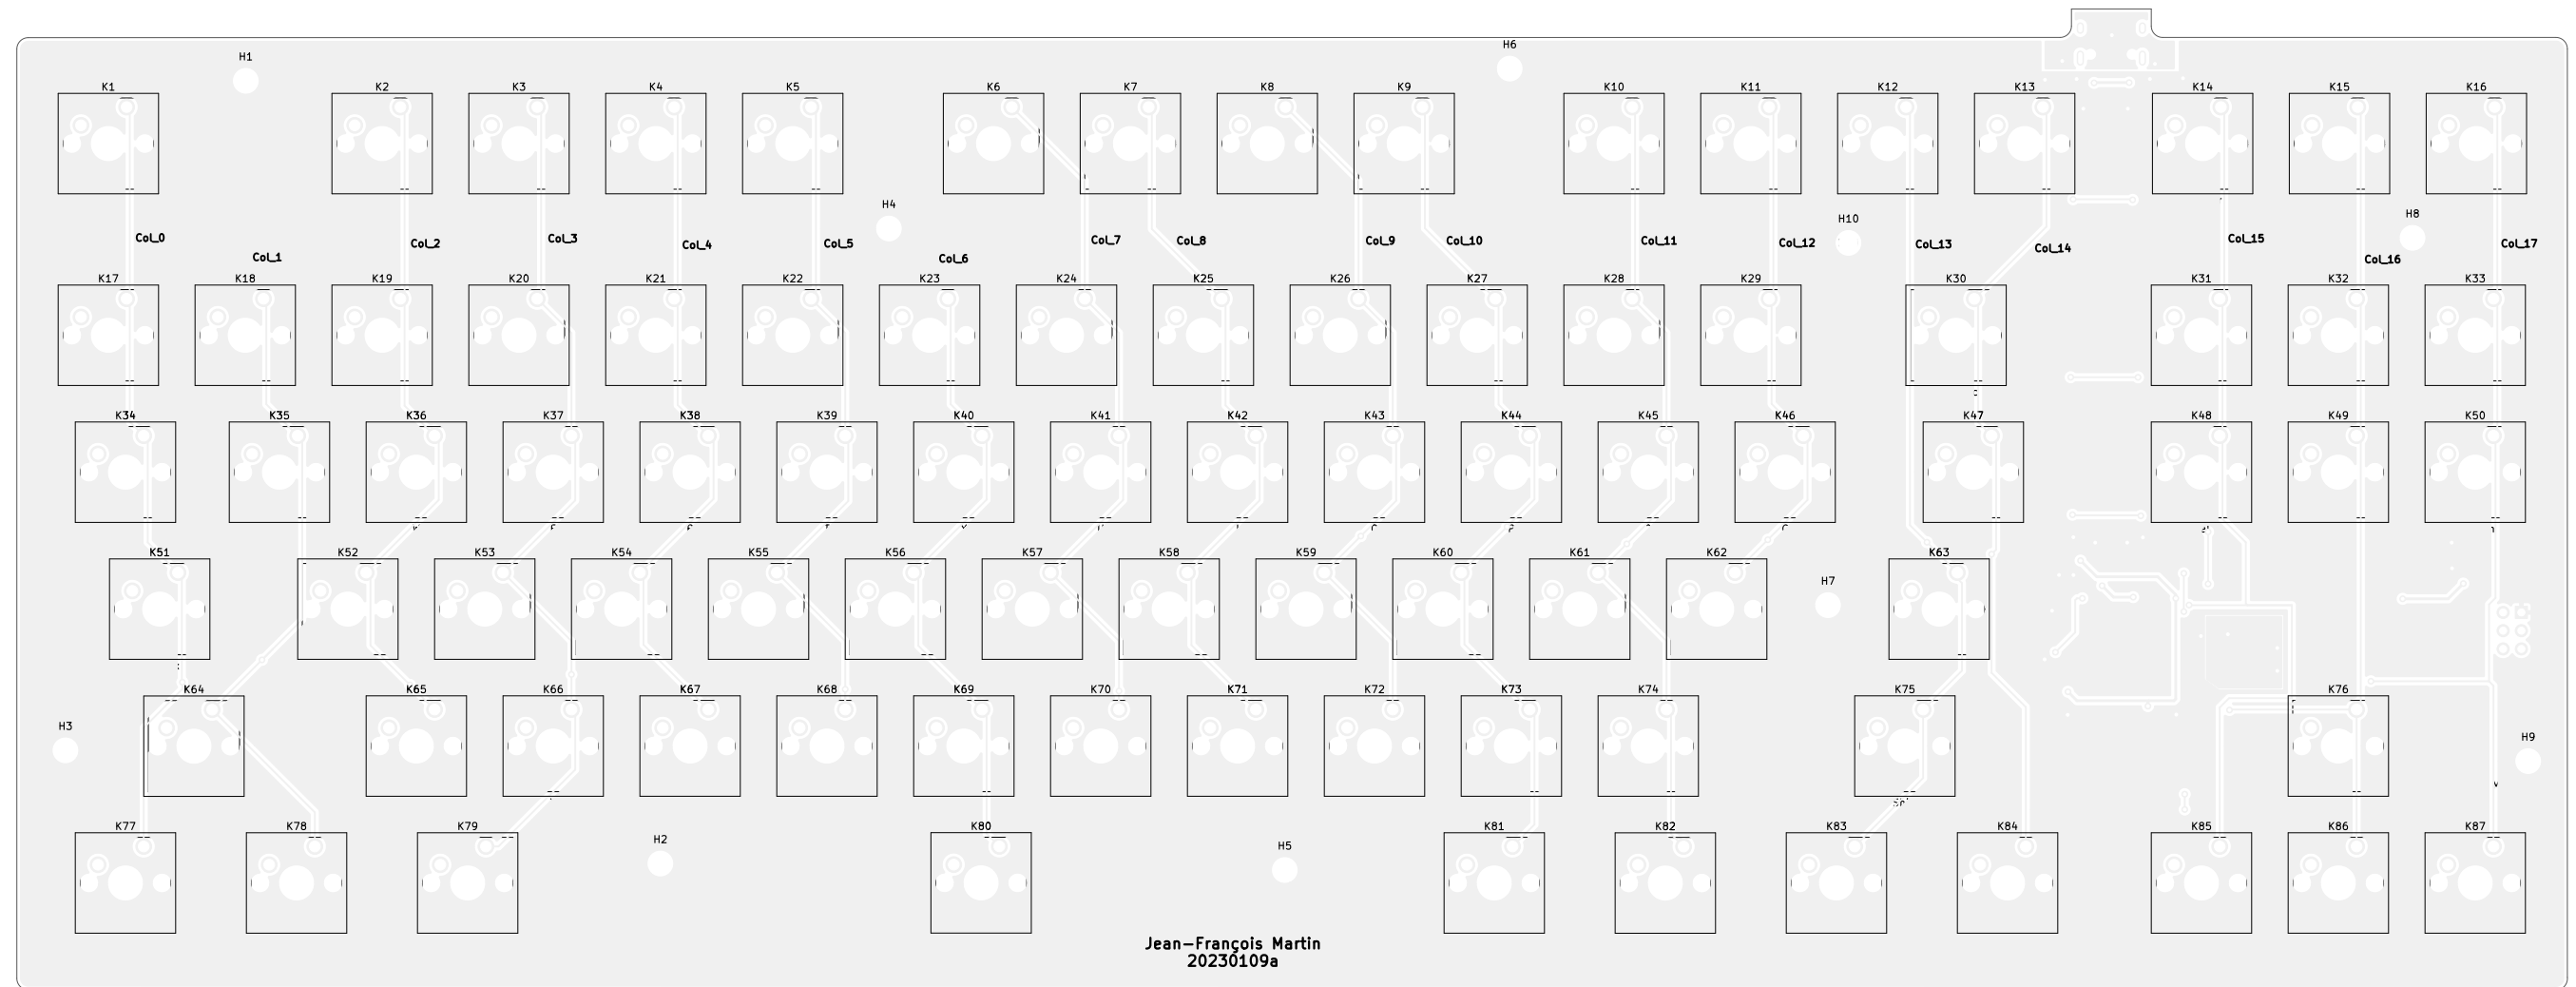 H6
H1
K1 K2 K3 K4 K5 K6 K7 K8 K9 K10 K11 K12 K13 K14 K15 K16
H4 H10 H8
Col_0 Col_1 Col_2 Col_3 Col_4 Col_5 Col_6 Col_7 Col_8 Col_9 Col_10 Col_11 Col_12 Col_13 Col_14 Col_15 Col_16 Col_17
K17 K18 K19 K20 K21 K22 K23 K24 K25 K26 K27 K28 K29 K30 K31 K32 K33
K34 K35 K36 K37 K38 K39 K40 K41 K42 K43 K44 K45 K46 K47 K48 K49 K50
K51 K52 K53 K54 K55 K56 K57 K58 K59 K60 K61 K62 K63
H7
K64 K65 K66 K67 K68 K69 K70 K71 K72 K73 K74 K75 K76
H3 H9
K77 K78 K79 K80 K81 K82 K83 K84 K85 K86 K87
H2 H5
Jean-François Martin
20230109a